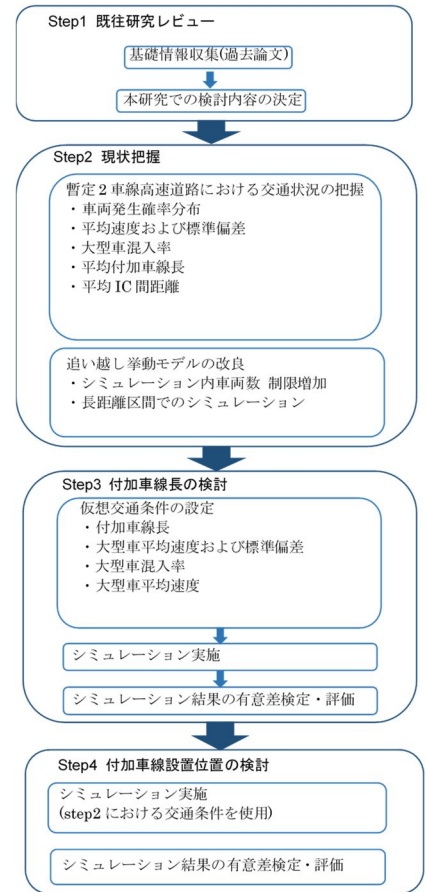 Step1 既往研究レビュー
基礎情報収集(過去論文)
本研究での検討内容の決定
Step2 現状把握
暫定2車線高速道路における交通状況の把握
・車両発生確率分布
・平均速度および標準偏差
・大型車混入率
・平均付加車線長
・平均IC間距離
追い越し挙動モデルの改良
・シミュレーション内車両数 制限増加
・長距離区間でのシミュレーション
Step3 付加車線長の検討
仮想交通条件の設定
・付加車線長
・大型車平均速度および標準偏差
・大型車混入率
・大型車平均速度
シミュレーション実施
シミュレーション結果の有意差検定・評価
Step4 付加車線設置位置の検討
シミュレーション実施
(step2における交通条件を使用)
シミュレーション結果の有意差検定・評価